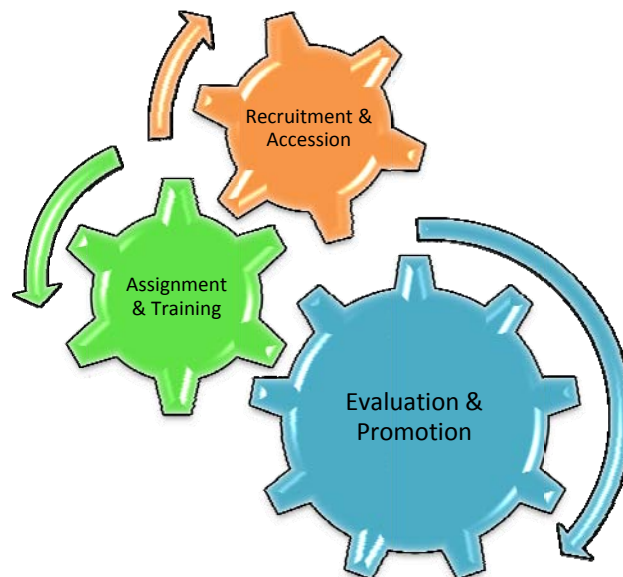 Recruitment &
Accession
Assignment
& Training
Evaluation &
Promotion